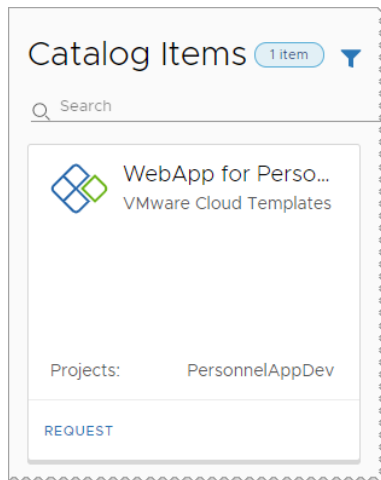 Catalog Items 1 item
Search
WebApp for Perso...
VMware Cloud Templates
Projects: PersonnelAppDev
REQUEST